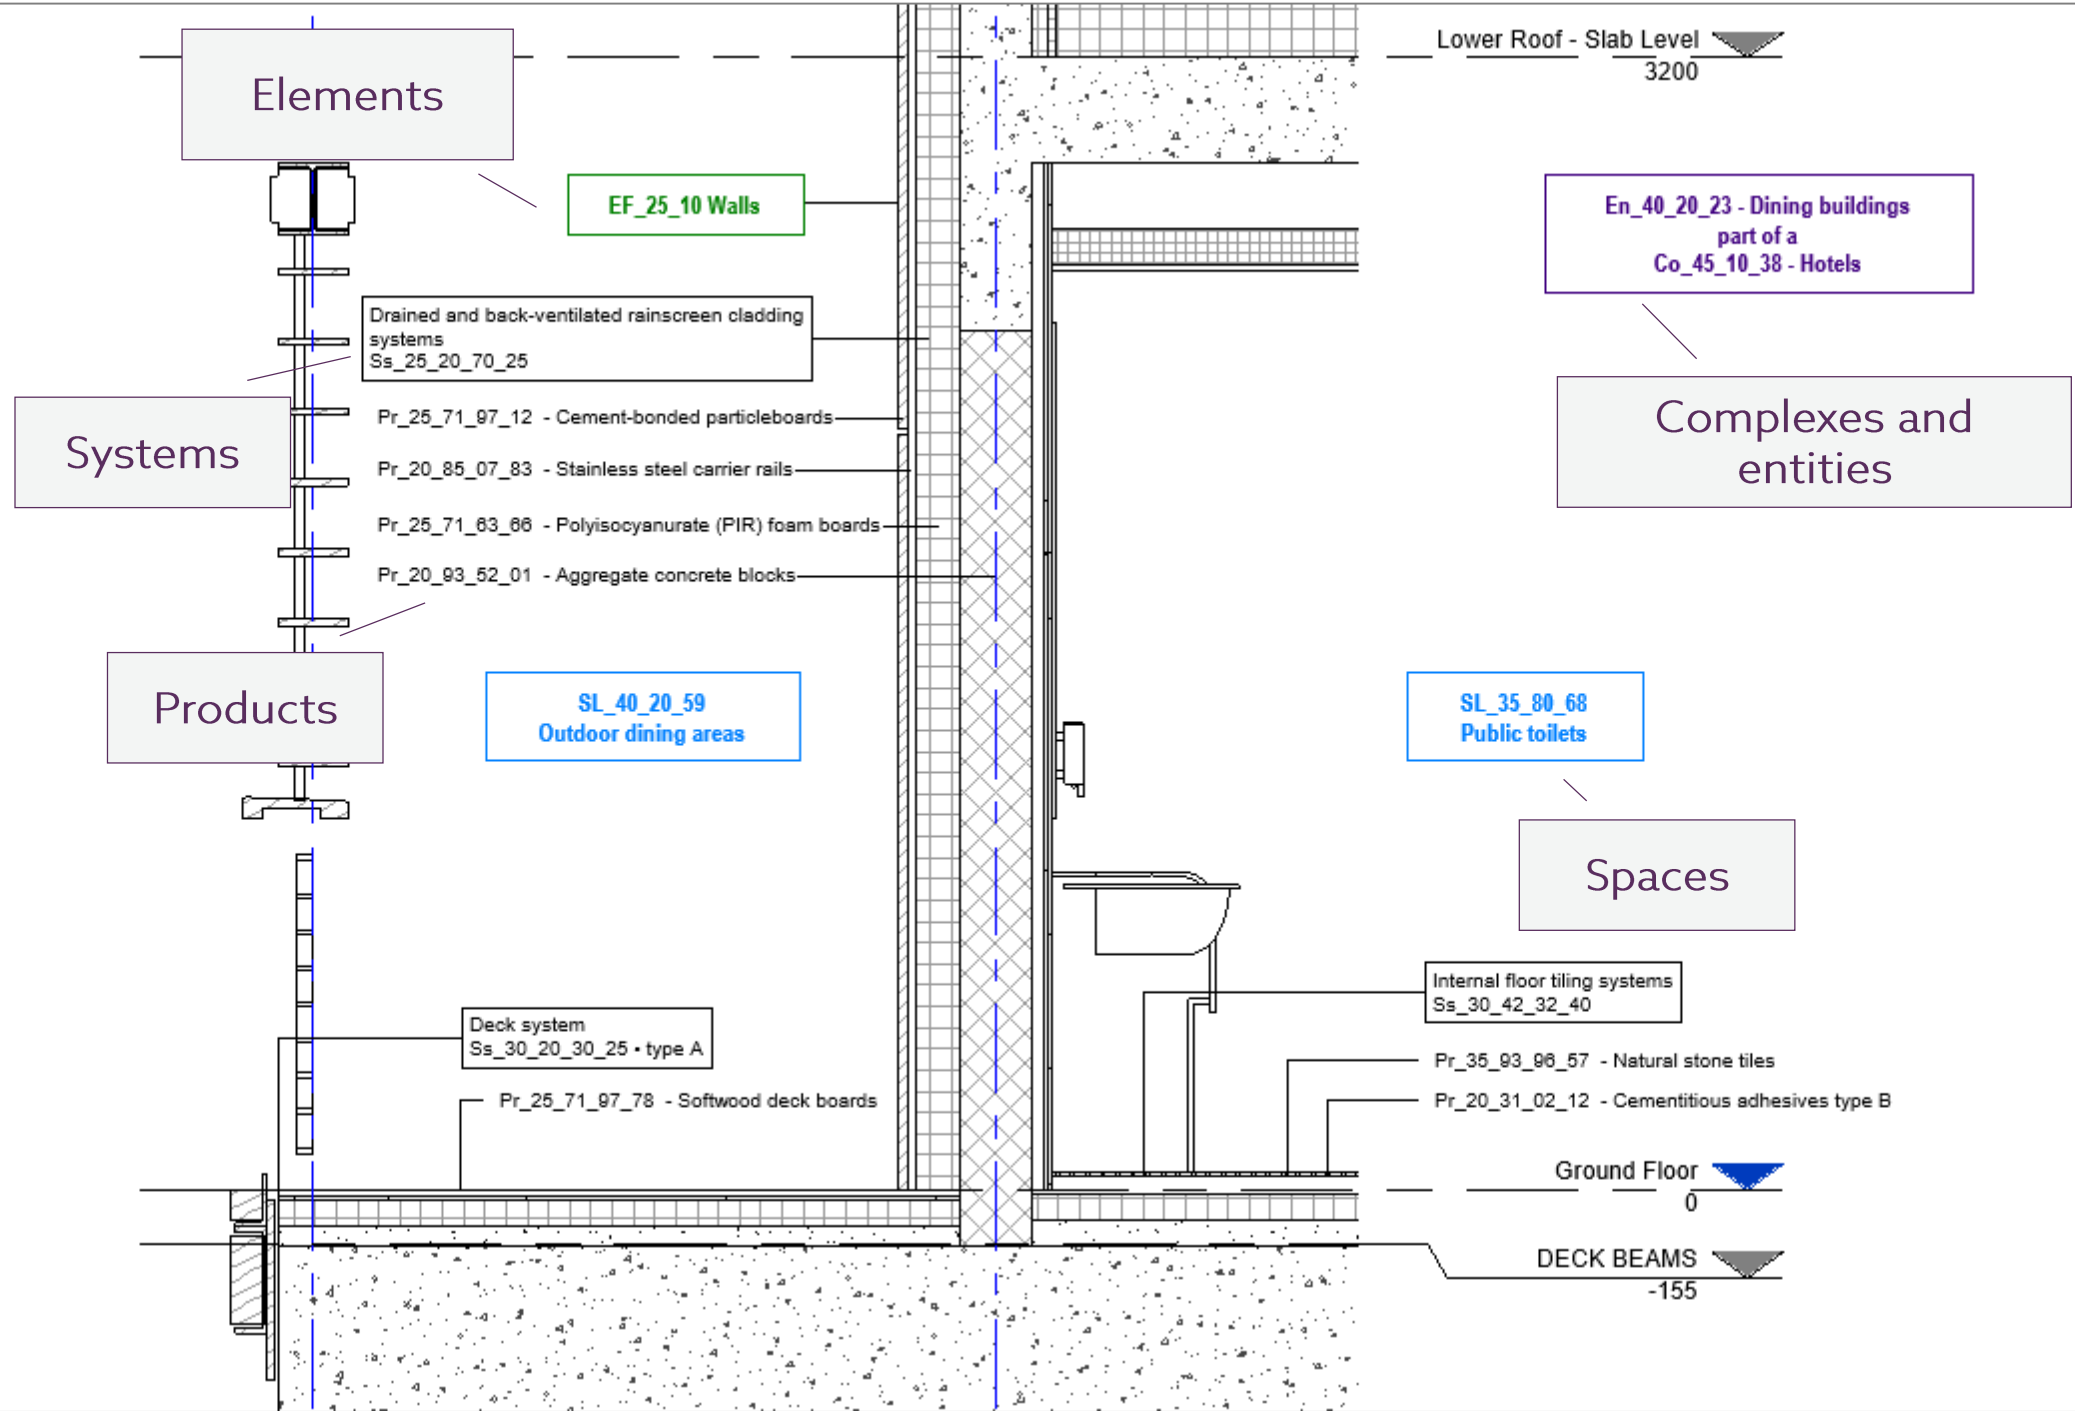 Lower Roof - Slab Level
3200
Elements
EF_25_10 Walls
En_40_20_23 - Dining buildings
part of a
Co_45_10_38 - Hotels
Drained and back-ventilated rainscreen cladding
systems
Ss_25_20_70_25
Systems
Complexes and
entities
Pr_25_71_97_12 - Cement-bonded particleboards
Pr_20_85_07_83 - Stainless steel carrier rails
Pr_25_71_63_66 - Polyisocyanurate (PIR) foam boards
Pr_20_93_52_01 - Aggregate concrete blocks
Products
SL_40_20_59
Outdoor dining areas
SL_35_80_68
Public toilets
Spaces
Internal floor tiling systems
Ss_30_42_32_40
Deck system
Ss_30_20_30_25 • type A
Pr_35_93_96_57 - Natural stone tiles
Pr_25_71_97_78 - Softwood deck boards
Pr_20_31_02_12 - Cementitious adhesives type B
Ground Floor
0
DECK BEAMS
-155